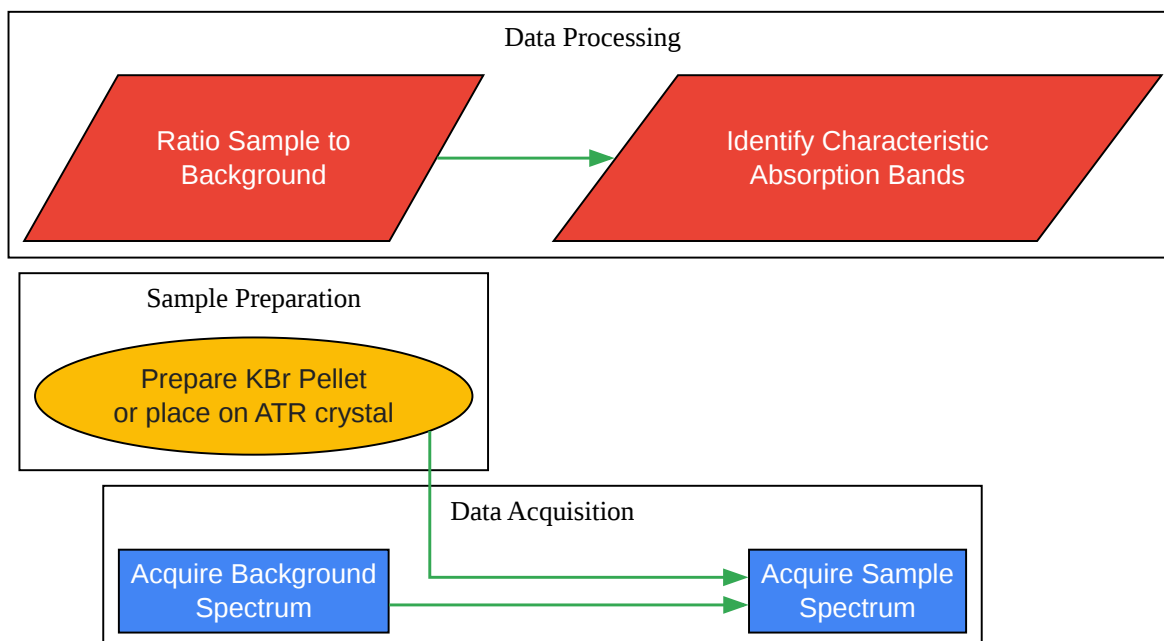 Data Processing
Ratio Sample to
Background
Identify Characteristic
Absorption Bands
Sample Preparation
Prepare KBr Pellet
or place on ATR crystal
Data Acquisition
Acquire Background
Spectrum
Acquire Sample
Spectrum